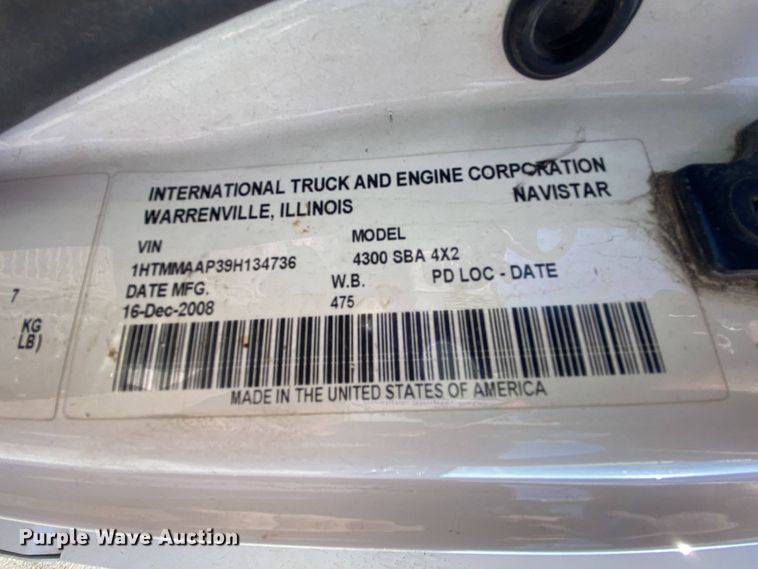 INTERNATIONAL TRUCK AND ENGINE CORPORATION
WARRENVILLE, ILLINOIS NAVISTAR
VIN MODEL
1HTMMAAP39H134736 4300 SBA 4X2
DATE MFG. W.B. PD LOC - DATE
16-Dec-2008 475
MADE IN THE UNITED STATES OF AMERICA
7
KG
LB)
Purple Wave Auction